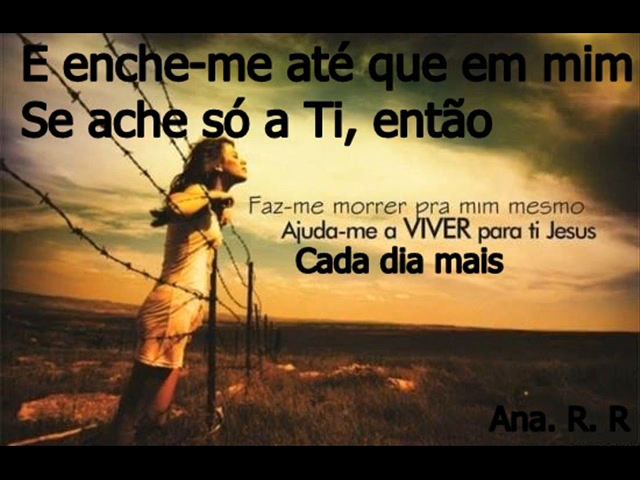 E enche-me até que em mim
Se ache só a Ti, então
Faz-me morrer pra mim mesmo
Ajuda-me a VIVER para ti Jesus
Cada dia mais
Ana. R. R